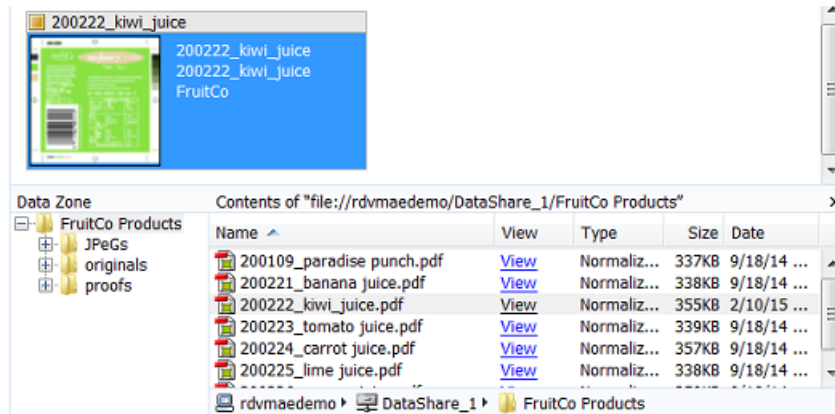 200222_kiwi_juice
200222_kiwi_juice
200222_kiwi_juice
FruitCo
Data Zone Contents of "file://rdvmaedemo/DataShare_1/FruitCo Products"
FruitCo Products
JPeGs
originals
proofs
Name View Type Size Date
200109_paradise punch.pdf View Normaliz... 337KB 9/18/14 ...
200221_banana juice.pdf View Normaliz... 338KB 9/18/14 ...
200222_kiwi_juice.pdf View Normaliz... 355KB 2/10/15 ...
200223_tomato juice.pdf View Normaliz... 339KB 9/18/14 ...
200224_carrot juice.pdf View Normaliz... 357KB 9/18/14 ...
200225_lime juice.pdf View Normaliz... 338KB 9/18/14 ...
rdvmaedemo DataShare_1 FruitCo Products